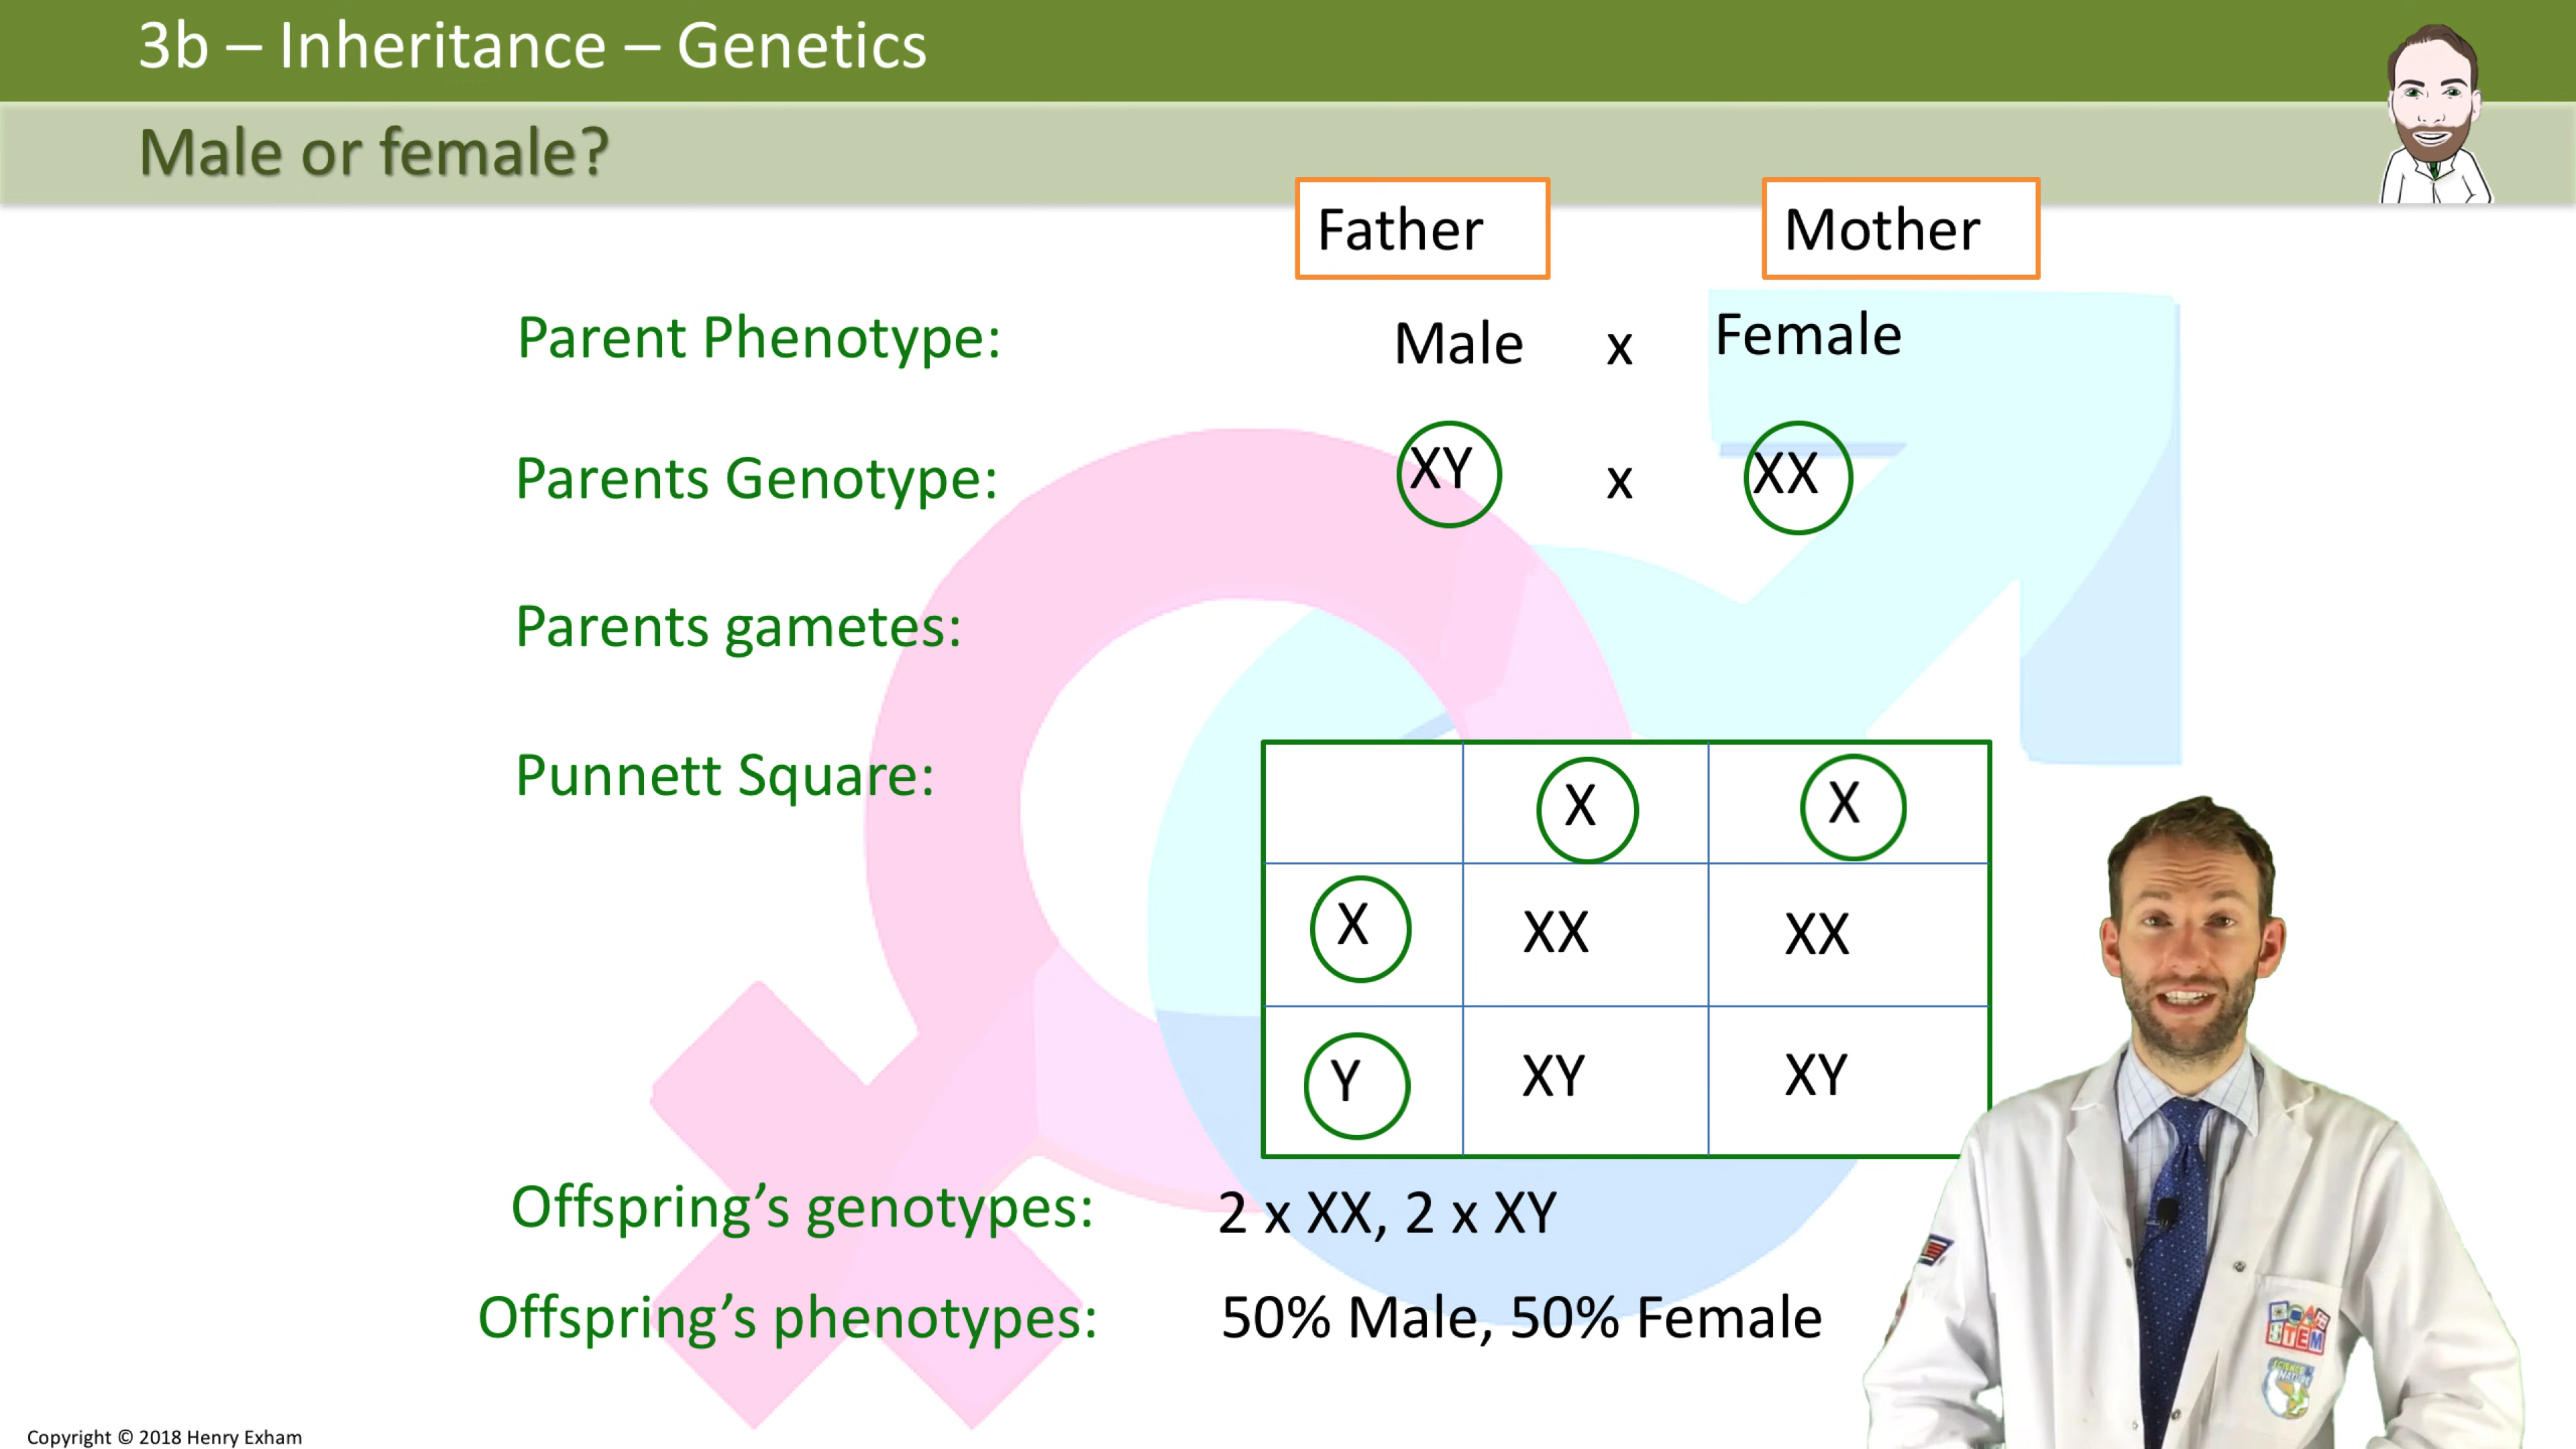 3b – Inheritance – Genetics
Male or female?
Father Mother
Parent Phenotype: Male x Female
Parents Genotype: XY x XX
Parents gametes:
Punnett Square:
X X
X XX XX
Y XY XY
Offspring’s genotypes: 2 x XX, 2 x XY
Offspring’s phenotypes: 50% Male, 50% Female
STEM
Copyright © 2018 Henry Exham